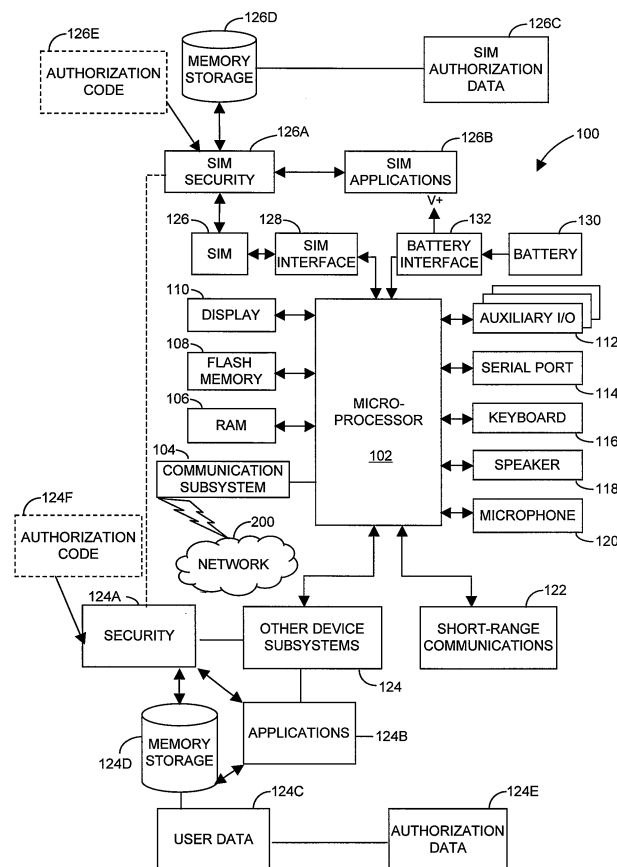 126E
126D
126C
AUTHORIZATION
CODE
MEMORY
STORAGE
SIM
AUTHORIZATION
DATA
126A
126B
100
SIM
SECURITY
SIM
APPLICATIONS
V+
126
128
132
130
SIM
SIM
INTERFACE
BATTERY
INTERFACE
BATTERY
110
DISPLAY
AUXILIARY I/O
112
108
FLASH
MEMORY
SERIAL PORT
114
MICRO-
PROCESSOR
102
106
RAM
KEYBOARD
116
104
COMMUNICATION
SUBSYSTEM
SPEAKER
118
124F
200
MICROPHONE
120
AUTHORIZATION
CODE
NETWORK
124A
122
SECURITY
OTHER DEVICE
SUBSYSTEMS
SHORT-RANGE
COMMUNICATIONS
124
MEMORY
STORAGE
APPLICATIONS
124B
124D
124C
124E
USER DATA
AUTHORIZATION
DATA